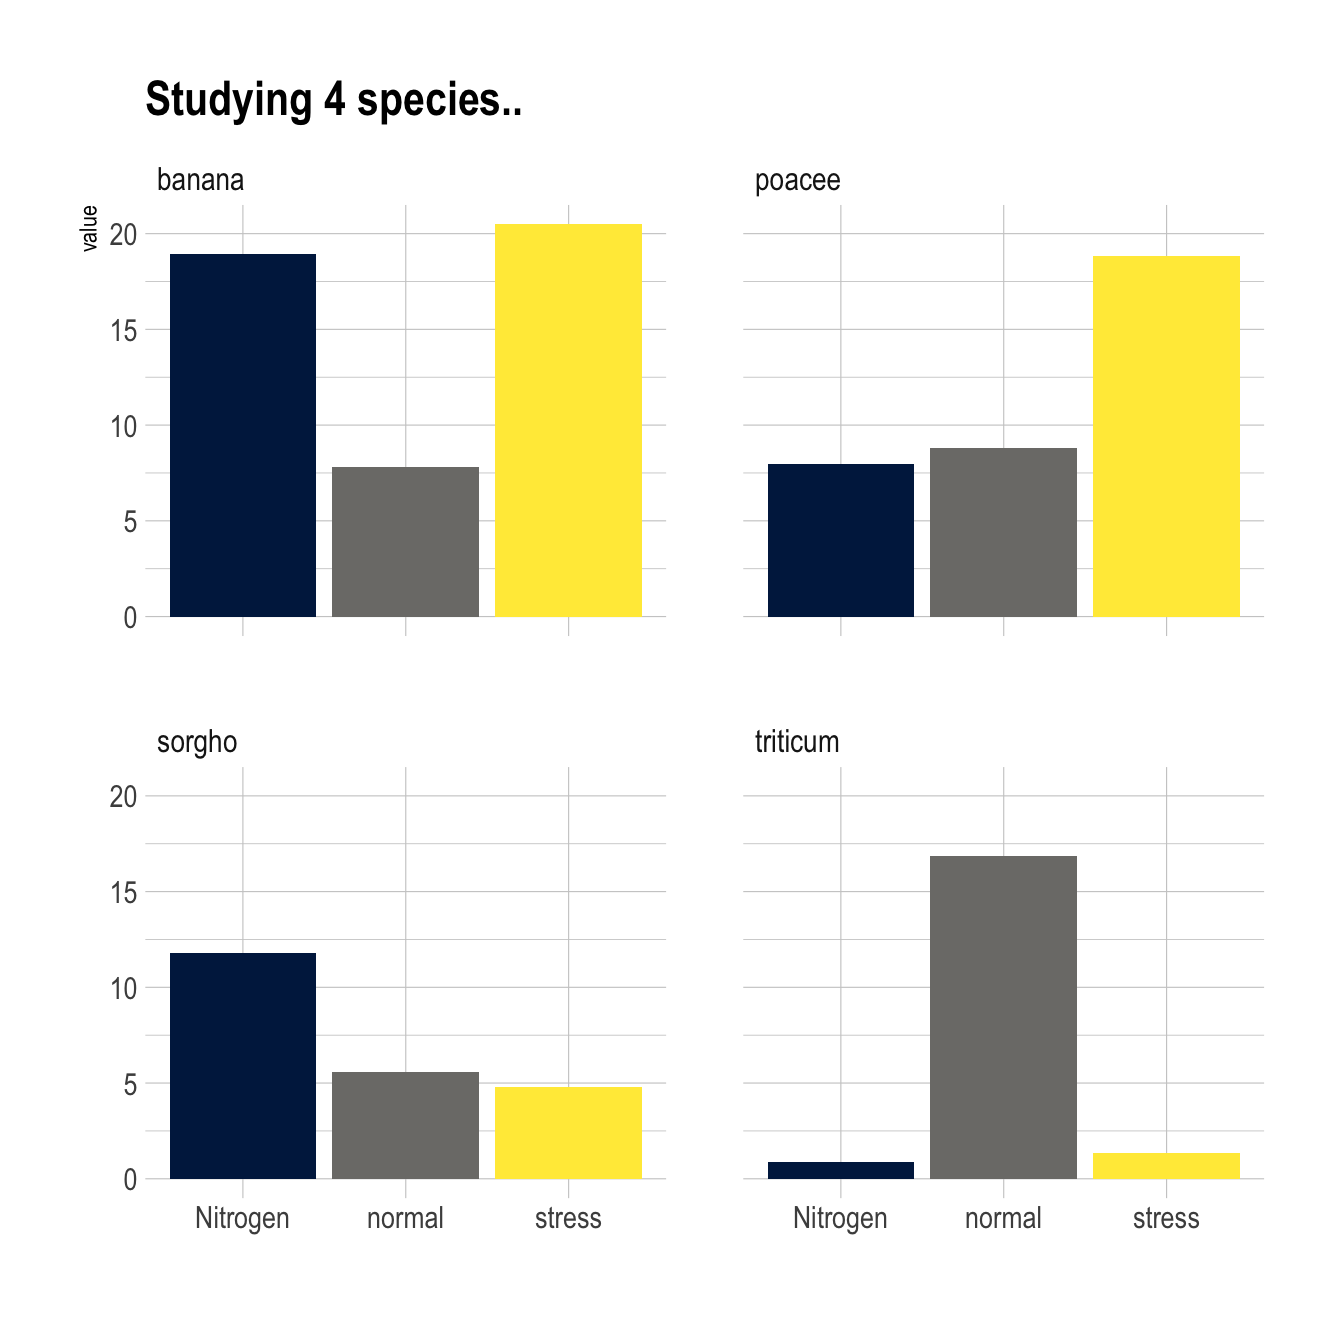 Studying 4 species..
banana
poacee
value
20
15
10
5
0
sorgho
triticum
20
15
10
5
0
Nitrogen normal stress
Nitrogen normal stress